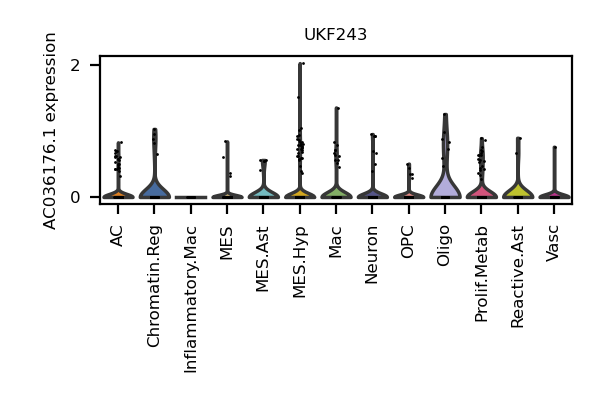 UKF243
AC036176.1 expression
2
0
AC
Chromatin.Reg
Inflammatory.Mac
MES
MES.Ast
MES.Hyp
Mac
Neuron
OPC
Oligo
Prolif.Metab
Reactive.Ast
Vasc